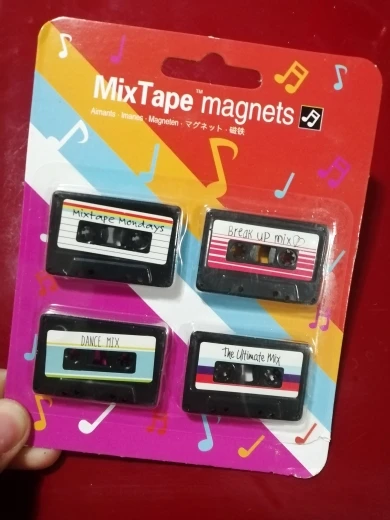 MixTape™ magnets
Aimants · Imanes · Magneten · マグネット · 磁鉄
Mixtape Mondays
Break up mix
DANCE MIX
The Ultimate Mix